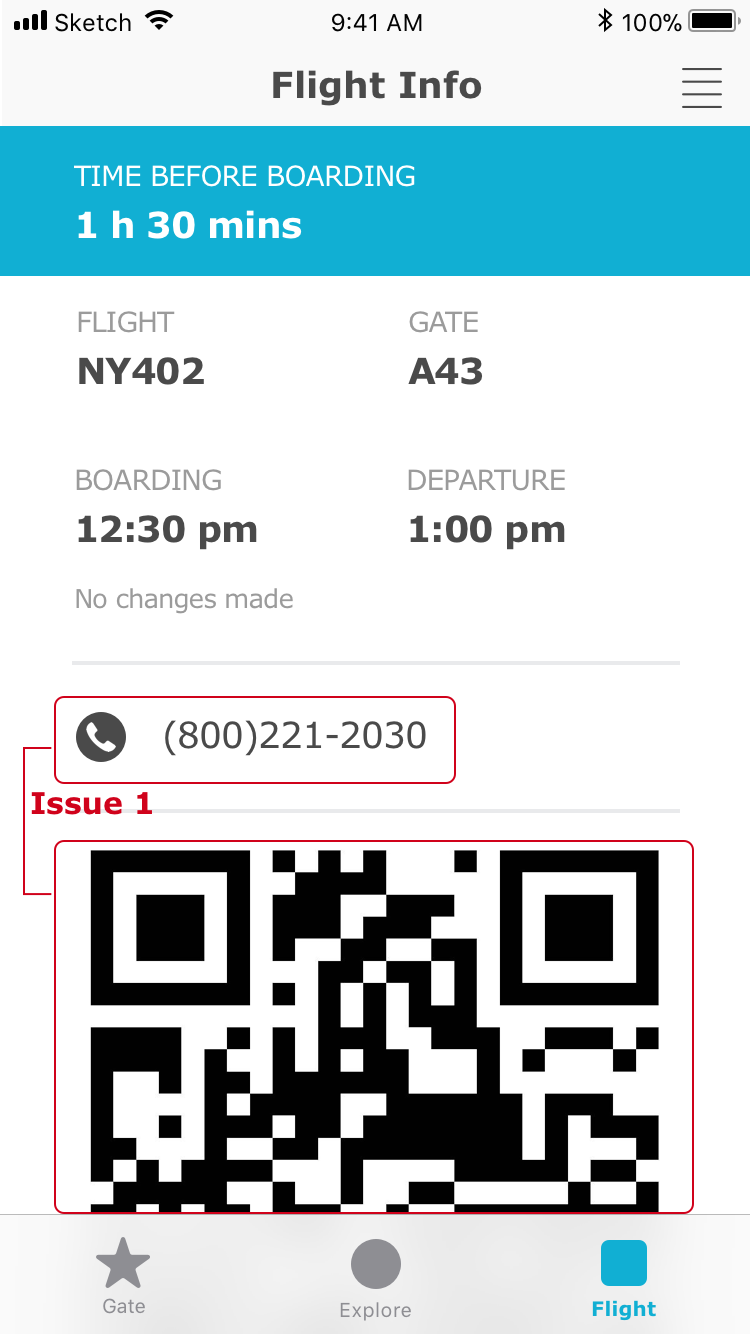 Sketch 9:41 AM 100%
Flight Info
TIME BEFORE BOARDING
1 h 30 mins
FLIGHT GATE
NY402 A43
BOARDING DEPARTURE
12:30 pm 1:00 pm
No changes made
(800)221-2030
Issue 1
Gate Explore Flight